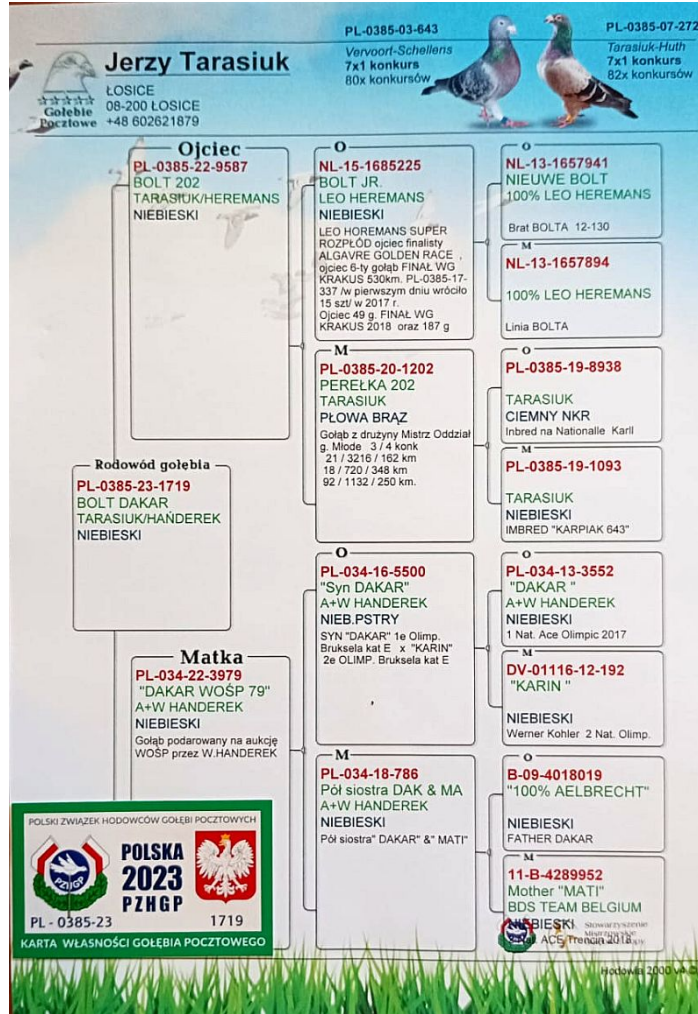 PL-0385-03-643
Vervoort-Schellens
7x1 konkurs
80x konkursów
PL-0385-07-272
Tarasiuk-Huth
7x1 konkurs
82x konkursów
Jerzy Tarasiuk
ŁOSICE
08-200 ŁOSICE
+48 602621879
Gołębie
Pocztowe
Ojciec
PL-0385-22-9587
BOLT 202
TARASIUK/HEREMANS
NIEBIESKI
O
NL-15-1685225
BOLT JR.
LEO HEREMANS
NIEBIESKI
LEO HOREMANS SUPER
ROZPŁÓD ojciec finalisty
ALGAVRE GOLDEN RACE ,
ojciec 6-ty gołąb FINAŁ WG
KRAKUS 530km. PL-0385-17-
337 /w pierwszym dniu wróciło
15 szt/ w 2017 r.
Ojciec 49 g. FINAŁ WG
KRAKUS 2018 oraz 187 g
O
NL-13-1657941
NIEUWE BOLT
100% LEO HEREMANS
Brat BOLTA 12-130
M
NL-13-1657894
100% LEO HEREMANS
Linia BOLTA
M
PL-0385-20-1202
PEREŁKA 202
TARASIUK
PŁOWA BRĄZ
Gołąb z drużyny Mistrz Oddział
g. Młode 3 / 4 konk
21 / 3216 / 162 km
18 / 720 / 348 km
92 / 1132 / 250 km.
O
PL-0385-19-8938
TARASIUK
CIEMNY NKR
Inbred na Nationalle Karll
M
PL-0385-19-1093
TARASIUK
NIEBIESKI
IMBRED "KARPIAK 643"
Rodowód gołębia
PL-0385-23-1719
BOLT DAKAR
TARASIUK/HAŃDEREK
NIEBIESKI
Matka
PL-034-22-3979
"DAKAR WOŚP 79"
A+W HANDEREK
NIEBIESKI
Gołąb podarowany na aukcję
WOŚP przez W.HANDEREK
O
PL-034-16-5500
"Syn DAKAR"
A+W HANDEREK
NIEB.PSTRY
SYN "DAKAR" 1e Olimp.
Bruksela kat E x "KARIN"
2e OLIMP. Bruksela kat E
O
PL-034-13-3552
"DAKAR "
A+W HANDEREK
NIEBIESKI
1 Nat. Ace Olimpic 2017
M
DV-01116-12-192
"KARIN "
NIEBIESKI
Werner Kohler 2 Nat. Olimp.
M
PL-034-18-786
Pół siostra DAK & MA
A+W HANDEREK
NIEBIESKI
Pół siostra" DAKAR" &" MATI"
O
B-09-4018019
"100% AELBRECHT"
NIEBIESKI
FATHER DAKAR
M
11-B-4289952
Mother "MATI"
BDS TEAM BELGIUM
NIEBIESKI
Nat. ACE Trencin 2018
Stowarzyszenie
POLSKI ZWIĄZEK HODOWCÓW GOŁĘBI POCZTOWYCH
PZHGP
POLSKA
2023
PZHGP
PL - 0385-23
1719
KARTA WŁASNOŚCI GOŁĘBIA POCZTOWEGO
Hodowla 2000 v4